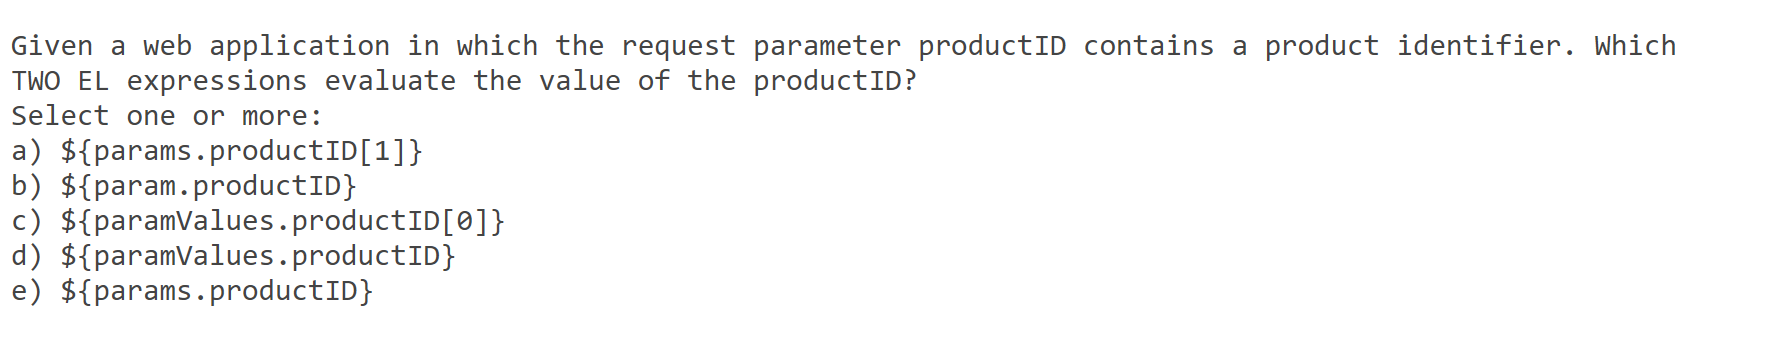 Given a web application in which the request parameter productID contains a product identifier. Which
TWO EL expressions evaluate the value of the productID?
Select one or more:
a) ${params.productID[1]}
b) ${param.productID}
c) ${paramValues.productID[0]}
d) ${paramValues.productID}
e) ${params.productID}